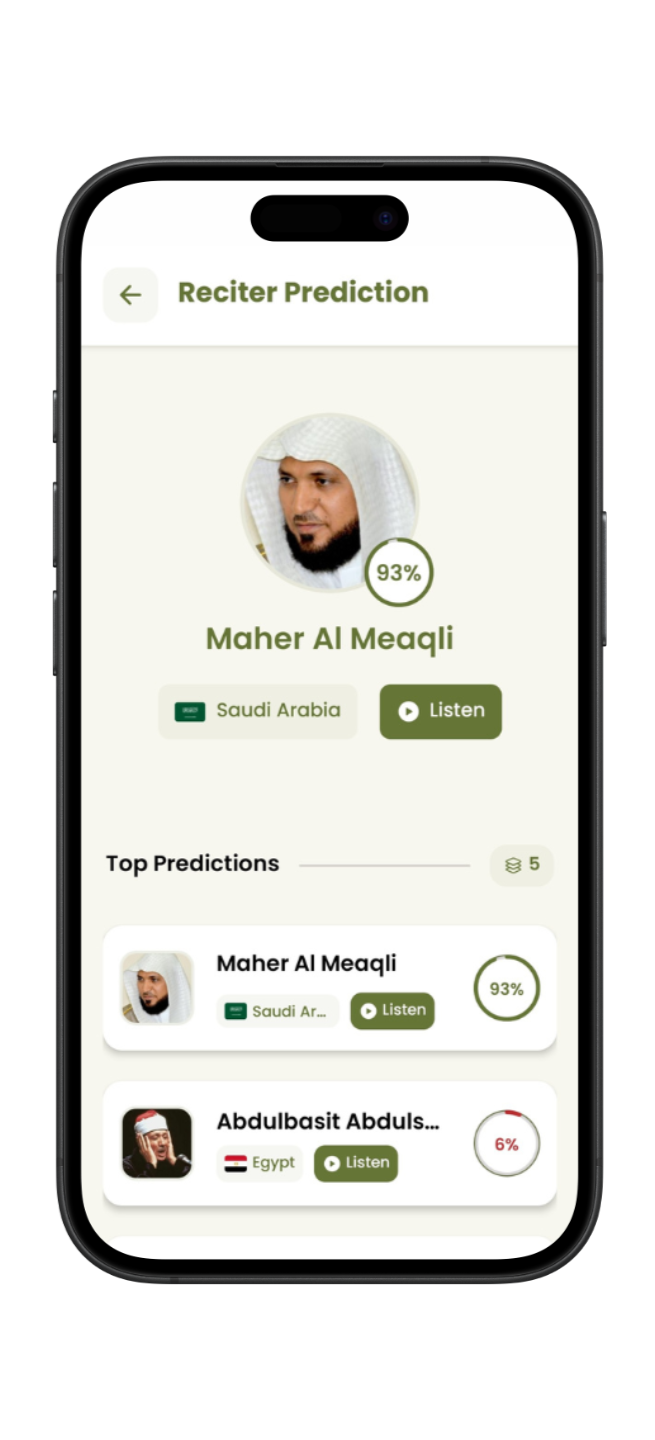 Reciter Prediction
93%
Maher Al Meaqli
Saudi Arabia
Listen
Top Predictions
5
Maher Al Meaqli
Saudi Ar...
Listen
93%
Abdulbasit Abduls...
Egypt
Listen
6%